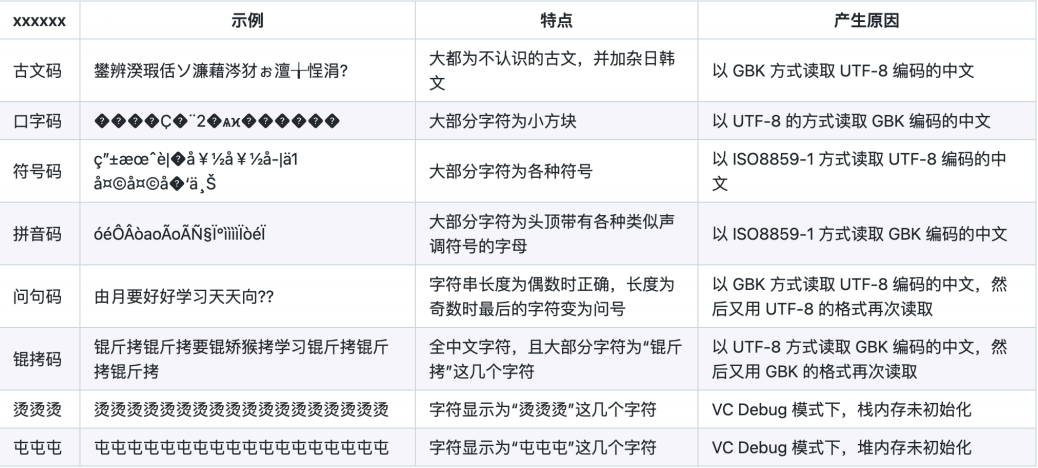 xxxxxx 示例 特点 产生原因
古文码 鐢辨湀瑕佸ソ濂藉涔犲ぉ澶╁悜涓? 大都为不认识的古文，并加杂日韩
文 以 GBK 方式读取 UTF-8 编码的中文
口字码 ����Ç�¨2�ѧϰ������ 大部分字符为小方块 以 UTF-8 的方式读取 GBK 编码的中文
符号码 ç”±æœˆè¦�å¥½å¥½å­¦ä¹
å¤©å¤©å�‘ä¸Š 大部分字符为各种符号 以 ISO8859-1 方式读取 UTF-8 编码的中
文
拼音码 óéÔÂòaoÃoÃÑ§Ï°ììììÏòéÏ 大部分字符为头顶带有各种类似声
调符号的字母 以 ISO8859-1 方式读取 GBK 编码的中文
问句码 由月要好好学习天天向?? 字符串长度为偶数时正确，长度为
奇数时最后的字符变为问号 以 GBK 方式读取 UTF-8 编码的中文，然
后又用 UTF-8 的格式再次读取
锟拷码 锟斤拷锟斤拷要锟矫猴拷学习锟斤拷锟斤
拷锟斤拷 全中文字符，且大部分字符为“锟斤
拷”这几个字符 以 UTF-8 方式读取 GBK 编码的中文，然
后又用 GBK 的格式再次读取
烫烫烫 烫烫烫烫烫烫烫烫烫烫烫烫烫烫烫烫烫烫 字符显示为“烫烫烫”这几个字符 VC Debug 模式下，栈内存未初始化
屯屯屯 屯屯屯屯屯屯屯屯屯屯屯屯屯屯屯屯屯屯 字符显示为“屯屯屯”这几个字符 VC Debug 模式下，堆内存未初始化